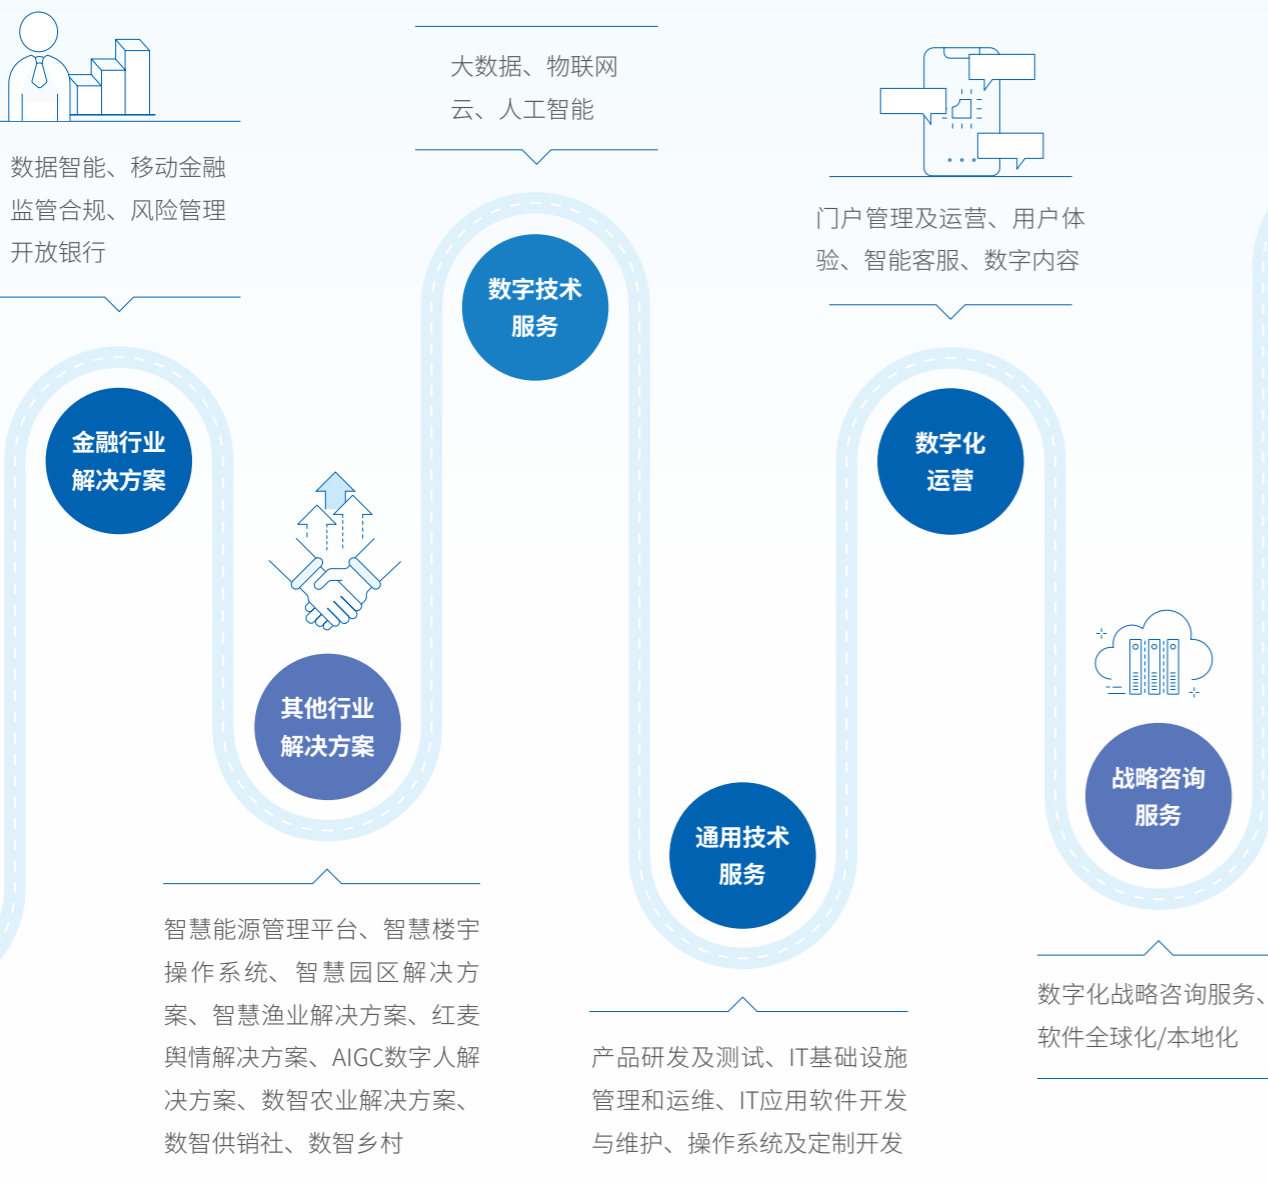 数据智能、移动金融
监管合规、风险管理
开放银行
金融行业
解决方案
其他行业
解决方案
智慧能源管理平台、智慧楼宇
操作系统、智慧园区解决方
案、智慧渔业解决方案、红麦
舆情解决方案、AIGC数字人解
决方案、数智农业解决方案、
数智供销社、数智乡村
大数据、物联网
云、人工智能
数字技术
服务
通用技术
服务
产品研发及测试、IT基础设施
管理和运维、IT应用软件开发
与维护、操作系统及定制开发
门户管理及运营、用户体
验、智能客服、数字内容
数字化
运营
战略咨询
服务
数字化战略咨询服务、
软件全球化/本地化